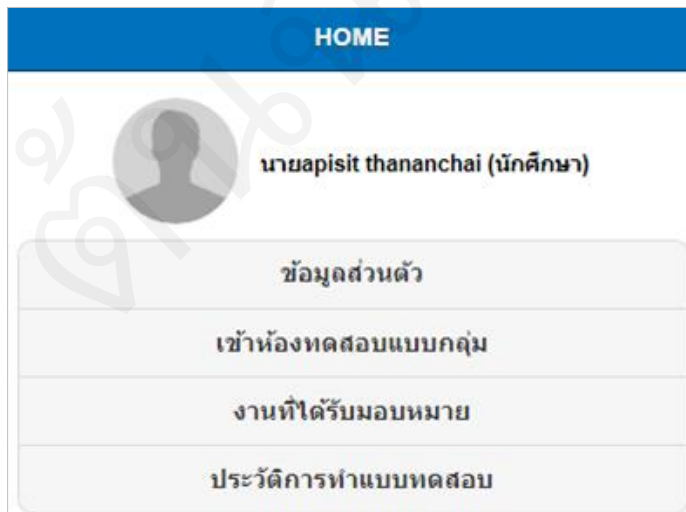 HOME
นายapisit thananchai (นักศึกษา)
ข้อมูลส่วนตัว
เข้าห้องทดสอบแบบกลุ่ม
งานที่ได้รับมอบหมาย
ประวัติการทำแบบทดสอบ